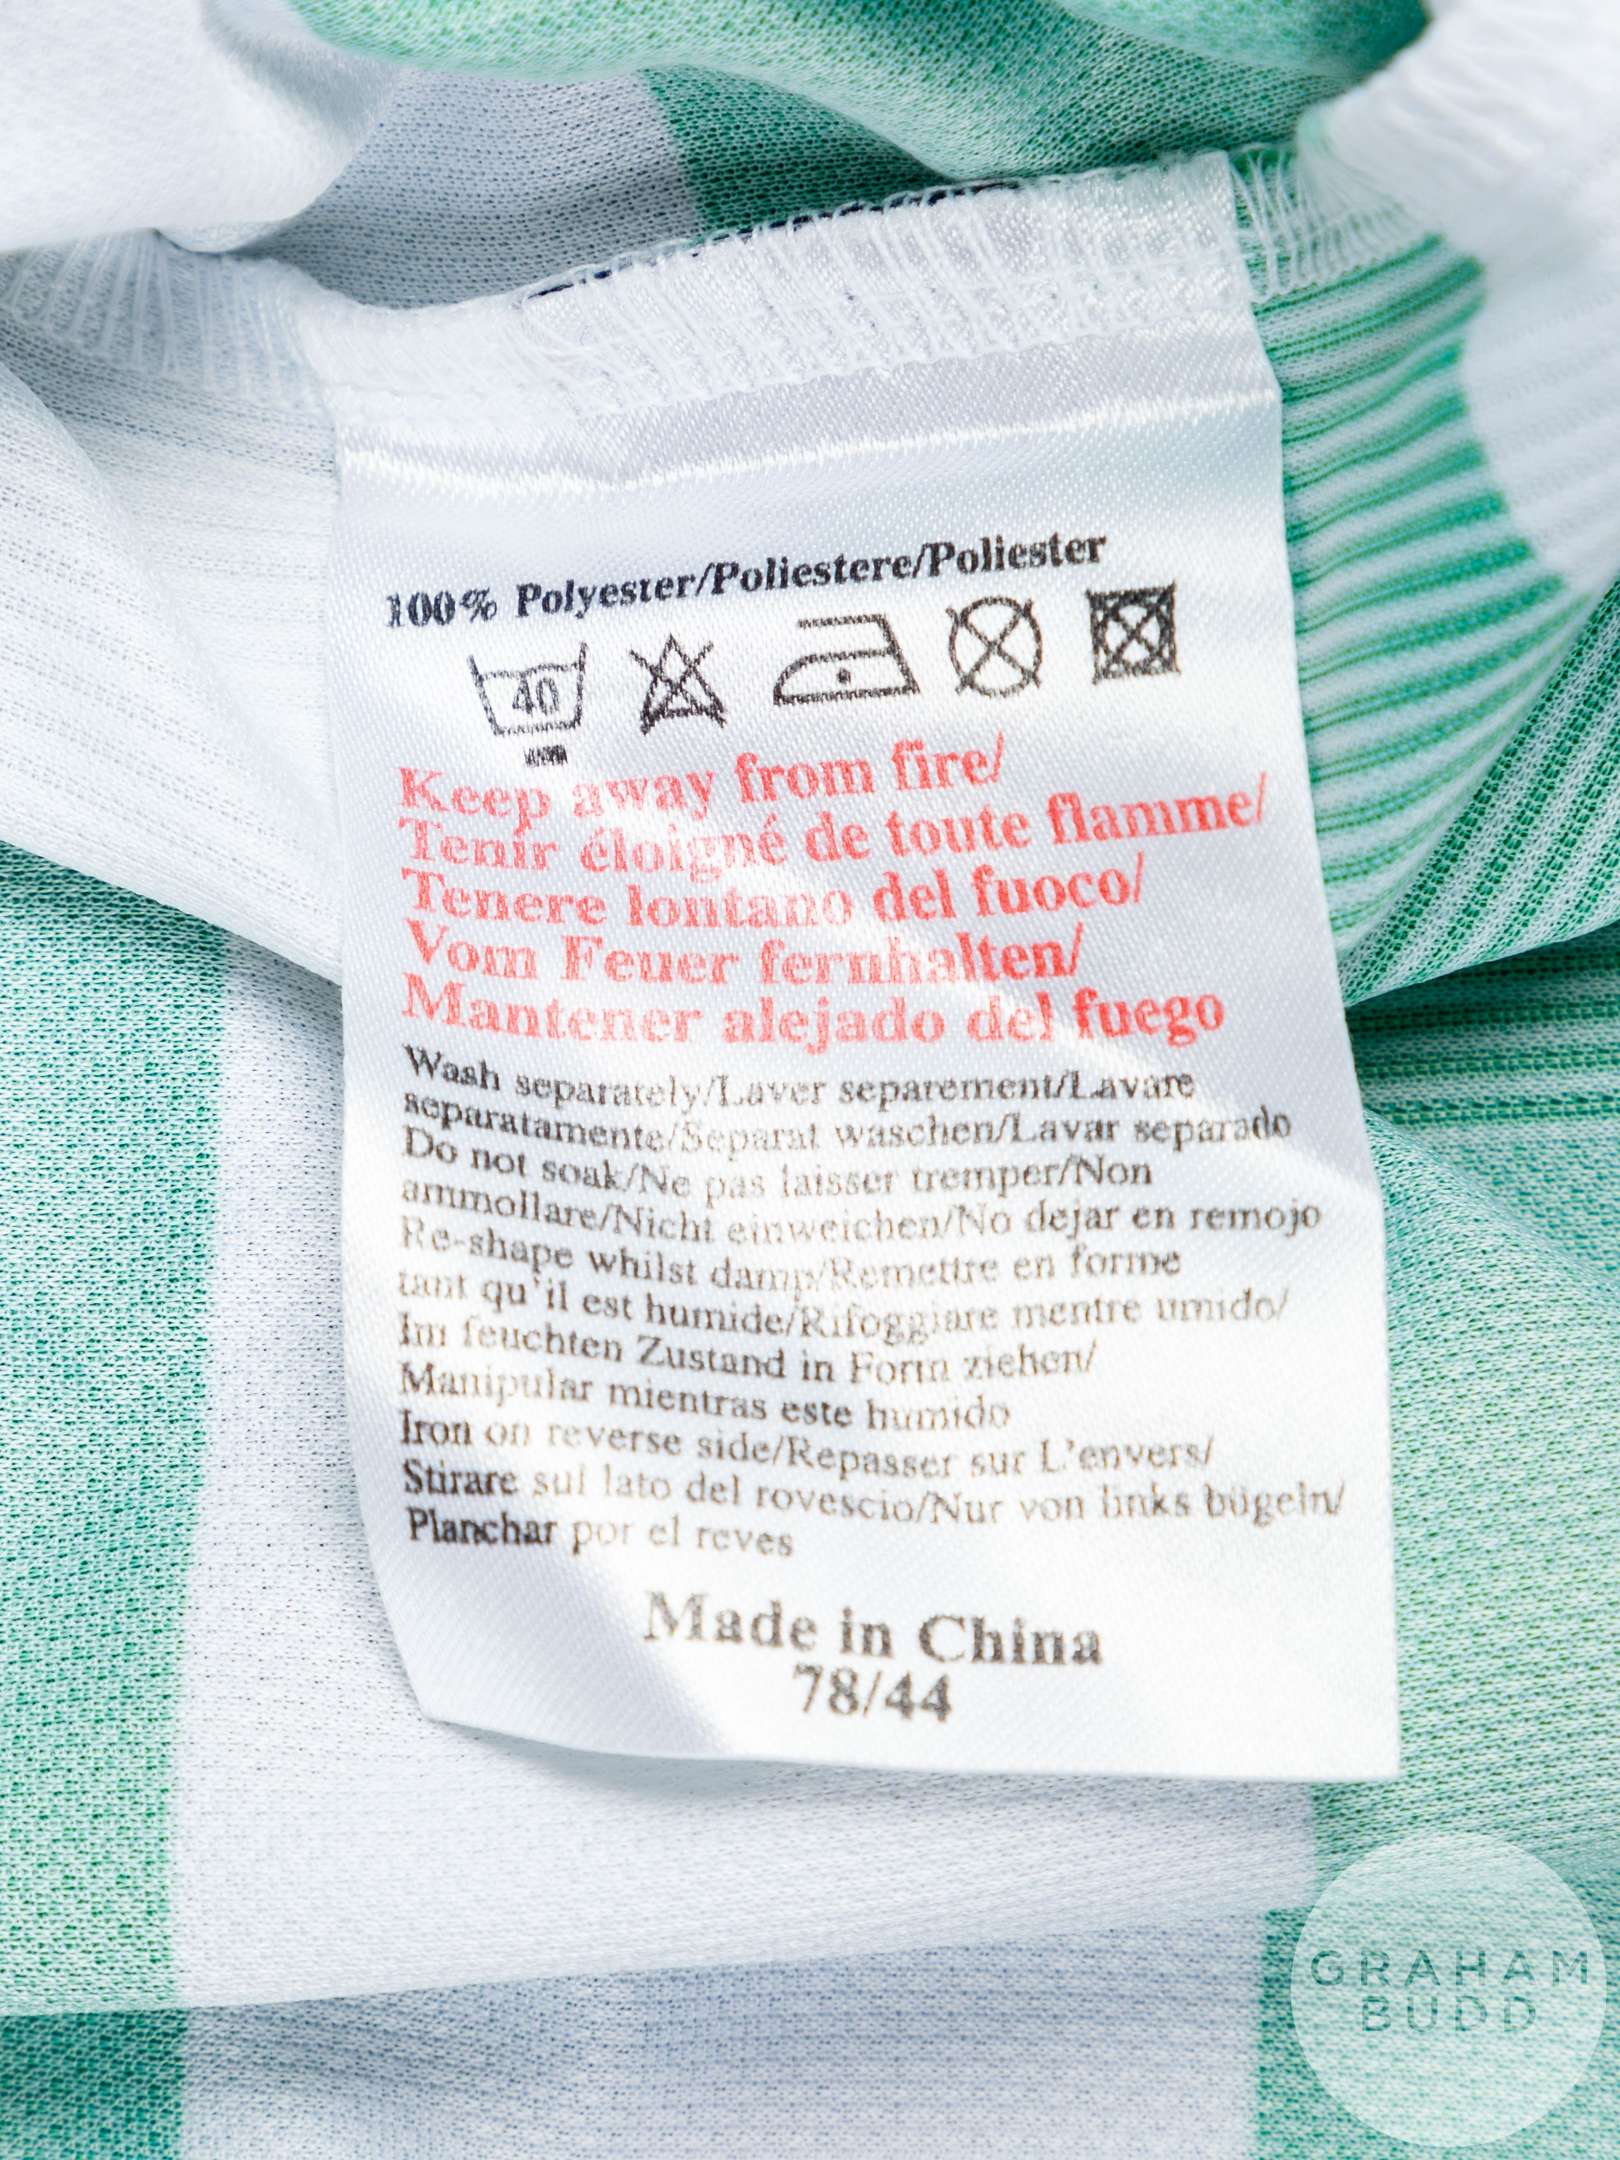 100% Polyester/Poliestere/Poliester
40
Keep away from fire/
Tenir éloigné de toute flamme/
Tenere lontano del fuoco/
Vom Feuer fernhalten/
Mantener alejado del fuego
Wash separately/Laver separement/Lavare
separatamente/Separat waschen/Lavar separado
Do not soak/Ne pas laisser tremper/Non
ammollare/Nicht einweichen/No dejar en remojo
Re-shape whilst damp/Remettre en forme
tant qu'il est humide/Rifoggiare mentre umido/
Im feuchten Zustand in Form ziehen/
Manipular mientras este humido
Iron on reverse side/Repasser sur L'envers/
Stirare sul lato del rovescio/Nur von links bügeln/
Planchar por el reves
Made in China
78/44
GRAHAM
BUDD